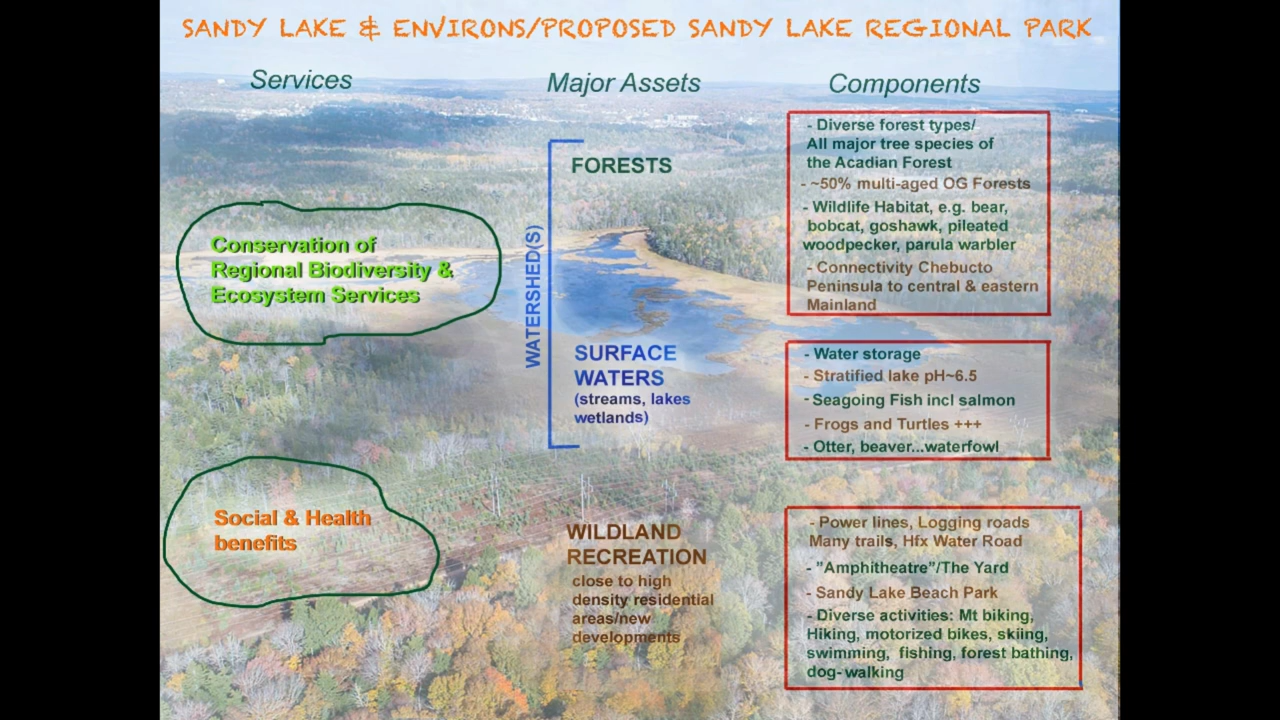 SANDY LAKE & ENVIRONS/PROPOSED SANDY LAKE REGIONAL PARK
Services
Major Assets
Components
Conservation of
Regional Biodiversity &
Ecosystem Services
Social & Health
benefits
WATERSHED(S)
FORESTS
SURFACE
WATERS
(streams, lakes
wetlands)
WILDLAND
RECREATION
close to high
density residential
areas/new
developments
- Diverse forest types/
All major tree species of
the Acadian Forest
- ~50% multi-aged OG Forests
- Wildlife Habitat, e.g. bear,
bobcat, goshawk, pileated
woodpecker, parula warbler
- Connectivity Chebucto
Peninsula to central & eastern
Mainland
- Water storage
- Stratified lake pH~6.5
- Seagoing Fish incl salmon
- Frogs and Turtles +++
- Otter, beaver...waterfowl
- Power lines, Logging roads
Many trails, Hfx Water Road
- ”Amphitheatre”/The Yard
- Sandy Lake Beach Park
- Diverse activities: Mt biking,
Hiking, motorized bikes, skiing,
swimming, fishing, forest bathing,
dog- walking